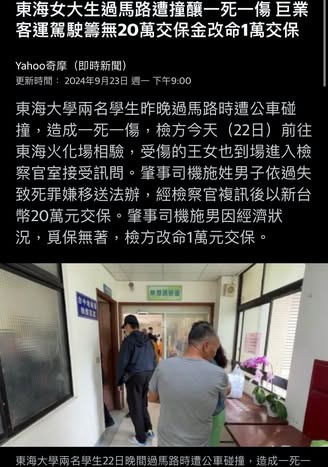 東海女大生過馬路遭撞釀一死一傷 巨業
客運駕駛籌無20萬交保金改命1萬交保
Yahoo奇摩（即時新聞）
更新時間： 2024年9月23日 週一 下午9:00
東海大學兩名學生昨晚過馬路時遭公車碰
撞，造成一死一傷，檢方今天（22日）前往
東海火化場相驗，受傷的王女也到場進入檢
察官室接受訊問。肇事司機施姓男子依過失
致死罪嫌移送法辦，經檢察官複訊後以新台
幣20萬元交保。肇事司機施男因經濟狀
況，覓保無著，檢方改命1萬元交保。
東海大學兩名學生22日晚間過馬路時遭公車碰撞，造成一死一